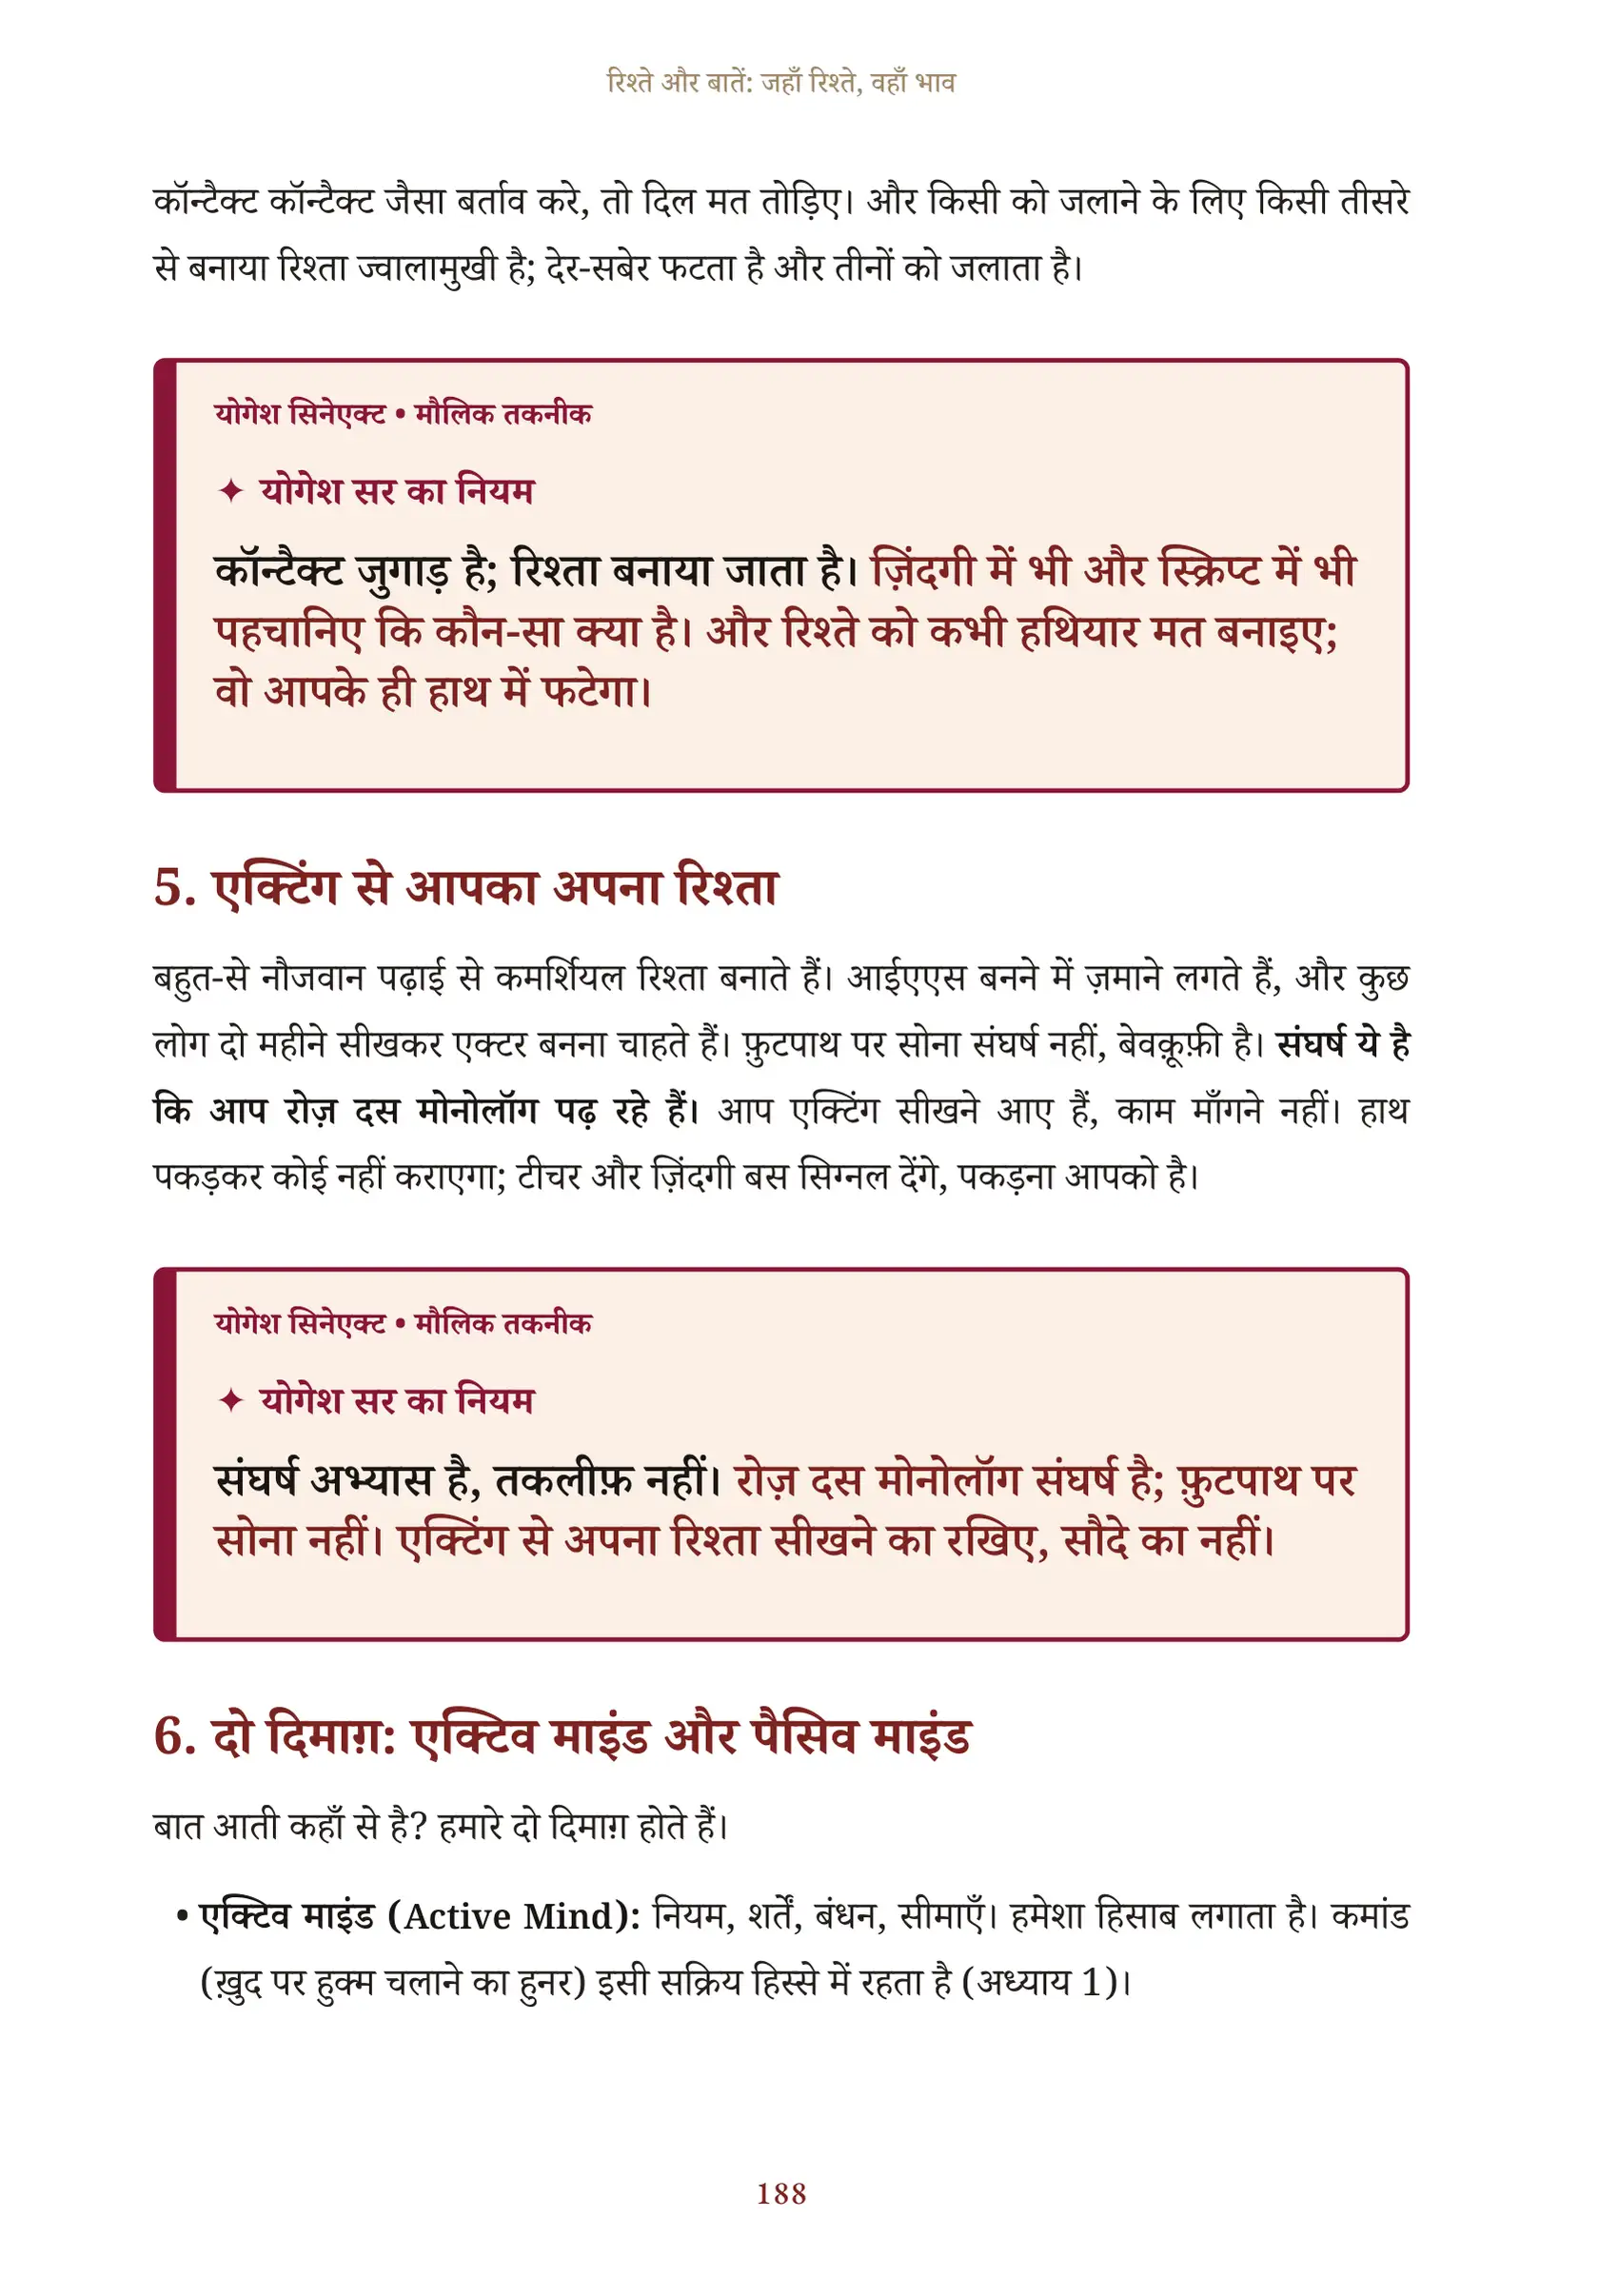 रिश्ते और बातें: जहाँ रिश्ते, वहाँ भाव
कॉन्टैक्ट कॉन्टैक्ट जैसा बर्ताव करे, तो दिल मत तोड़िए। और किसी को जलाने के लिए किसी तीसरे
से बनाया रिश्ता ज्वालामुखी है; देर-सबेर फटता है और तीनों को जलाता है।
योगेश सिनेएक्ट • मौलिक तकनीक
✦ योगेश सर का नियम
कॉन्टैक्ट जुगाड़ है; रिश्ता बनाया जाता है। ज़िंदगी में भी और स्क्रिप्ट में भी
पहचानिए कि कौन-सा क्या है। और रिश्ते को कभी हथियार मत बनाइए;
वो आपके ही हाथ में फटेगा।
5. एक्टिंग से आपका अपना रिश्ता
बहुत-से नौजवान पढ़ाई से कमर्शियल रिश्ता बनाते हैं। आईएएस बनने में ज़माने लगते हैं, और कुछ
लोग दो महीने सीखकर एक्टर बनना चाहते हैं। फ़ुटपाथ पर सोना संघर्ष नहीं, बेवक़ूफ़ी है। संघर्ष ये है
कि आप रोज़ दस मोनोलॉग पढ़ रहे हैं। आप एक्टिंग सीखने आए हैं, काम माँगने नहीं। हाथ
पकड़कर कोई नहीं कराएगा; टीचर और ज़िंदगी बस सिग्नल देंगे, पकड़ना आपको है।
योगेश सिनेएक्ट • मौलिक तकनीक
✦ योगेश सर का नियम
संघर्ष अभ्यास है, तकलीफ़ नहीं। रोज़ दस मोनोलॉग संघर्ष है; फ़ुटपाथ पर
सोना नहीं। एक्टिंग से अपना रिश्ता सीखने का रखिए, सौदे का नहीं।
6. दो दिमाग़: एक्टिव माइंड और पैसिव माइंड
बात आती कहाँ से है? हमारे दो दिमाग़ होते हैं।
• एक्टिव माइंड (Active Mind): नियम, शर्तें, बंधन, सीमाएँ। हमेशा हिसाब लगाता है। कमांड
(ख़ुद पर हुक्म चलाने का हुनर) इसी सक्रिय हिस्से में रहता है (अध्याय 1)।
188